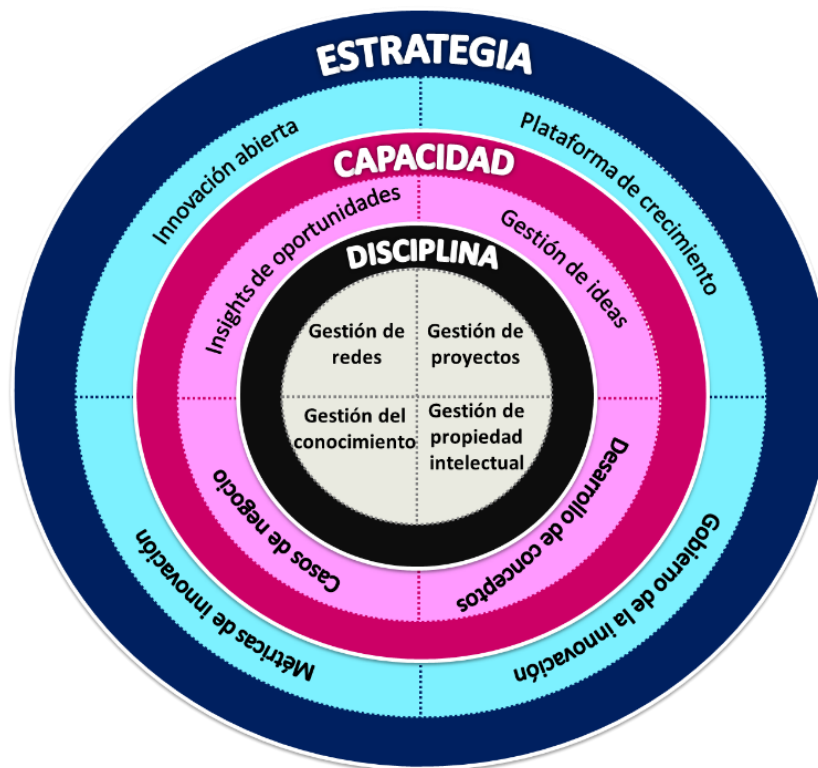 ESTRATEGIA
Innovación abierta
Plataforma de crecimiento
CAPACIDAD
Insights de oportunidades
Gestión de ideas
DISCIPLINA
Gestión de
redes
Gestión de
proyectos
Gestión del
conocimiento
Gestión de
propiedad
intelectual
Casos de negocio
Desarrollo de conceptos
Métricas de innovación
Gobierno de la innovación